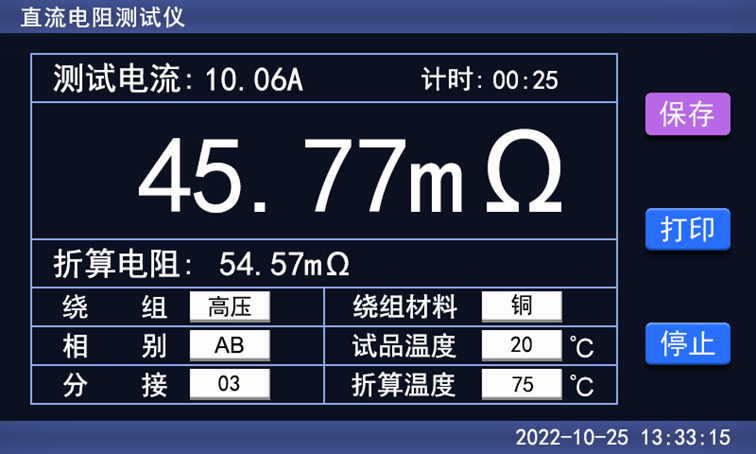 直流电阻测试仪
测试电流: 10.06A 计时: 00:25
45.77mΩ
折算电阻: 54.57mΩ
绕 组 高压 绕组材料 铜
相 别 AB 试品温度 20 ℃
分 接 03 折算温度 75 ℃
保存
打印
停止
2022-10-25 13:33:15